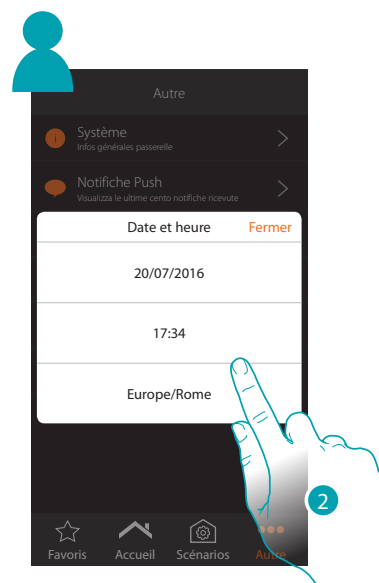 Autre
Système
Infos générales passerelle
Notifiche Push
Visualizza le ultime cento notifiche ricevute
Date et heure Fermer
20/07/2016
17:34
Europe/Rome
2
Favoris Accueil Scénarios Autre